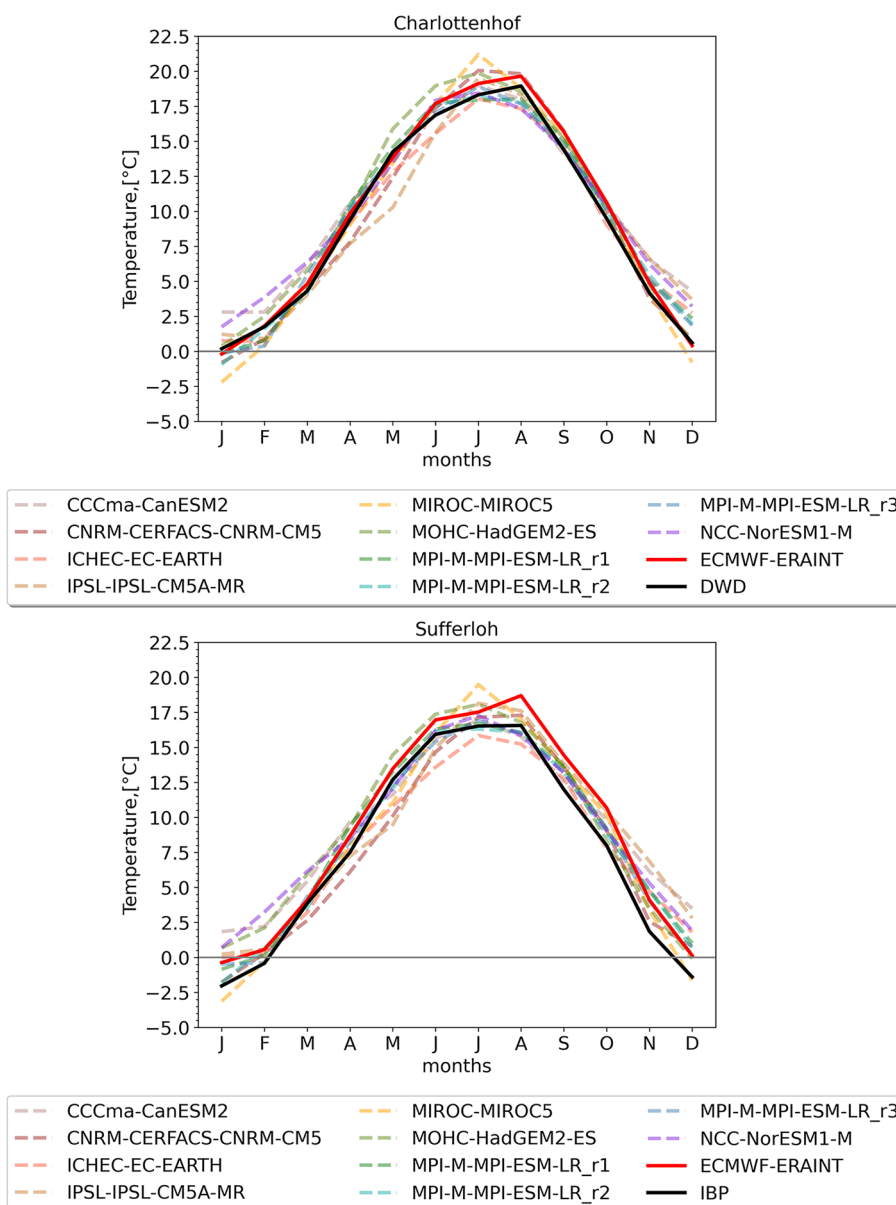 Charlottenhof
22.5
20.0
17.5
15.0
12.5
10.0
7.5
5.0
2.5
0.0
−2.5
−5.0
Temperature,[°C]
J F M A M J J A S O N D
months
CCCma-CanESM2 MIROC-MIROC5 MPI-M-MPI-ESM-LR_r3
CNRM-CERFACS-CNRM-CM5 MOHC-HadGEM2-ES NCC-NorESM1-M
ICHEC-EC-EARTH MPI-M-MPI-ESM-LR_r1 ECMWF-ERAINT
IPSL-IPSL-CM5A-MR MPI-M-MPI-ESM-LR_r2 DWD
Sufferloh
22.5
20.0
17.5
15.0
12.5
10.0
7.5
5.0
2.5
0.0
−2.5
−5.0
Temperature,[°C]
J F M A M J J A S O N D
months
CCCma-CanESM2 MIROC-MIROC5 MPI-M-MPI-ESM-LR_r3
CNRM-CERFACS-CNRM-CM5 MOHC-HadGEM2-ES NCC-NorESM1-M
ICHEC-EC-EARTH MPI-M-MPI-ESM-LR_r1 ECMWF-ERAINT
IPSL-IPSL-CM5A-MR MPI-M-MPI-ESM-LR_r2 IBP